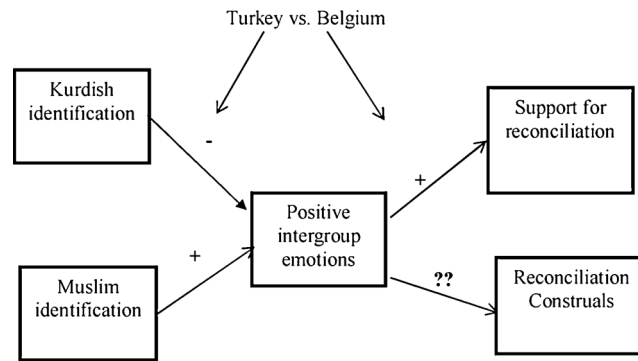 Turkey vs. Belgium
Kurdish
identification
Support for
reconciliation
-
+
Positive
intergroup
emotions
+
??
Muslim
identification
Reconciliation
Construals